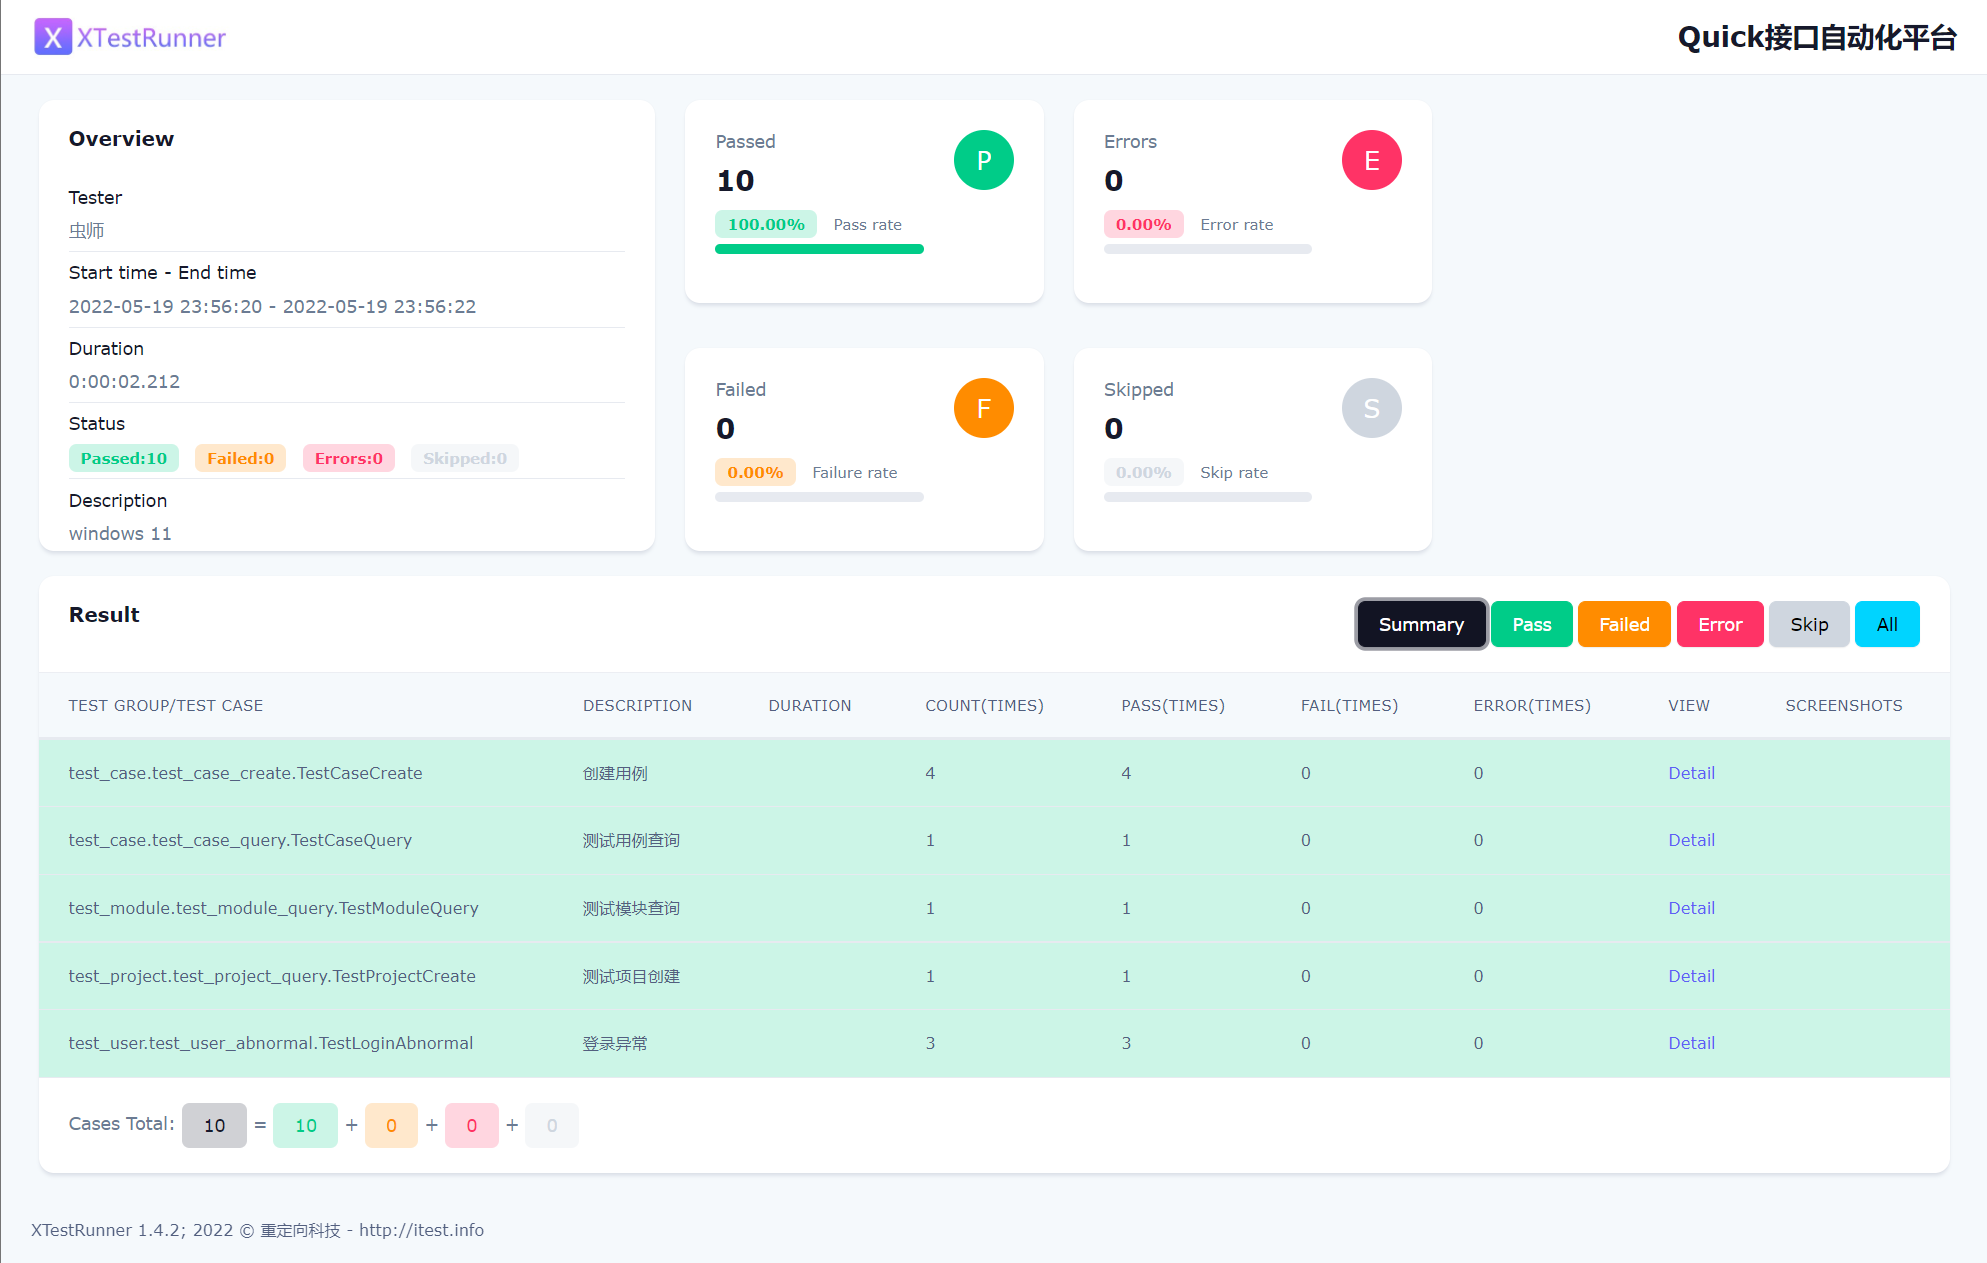 X XTestRunner
Quick接口自动化平台
Overview
Tester
虫师
Start time - End time
2022-05-19 23:56:20 - 2022-05-19 23:56:22
Duration
0:00:02.212
Status
Passed:10 Failed:0 Errors:0 Skipped:0
Description
windows 11
Passed
P
10
100.00% Pass rate
Errors
E
0
0.00% Error rate
Failed
F
0
0.00% Failure rate
Skipped
S
0
0.00% Skip rate
Result
Summary Pass Failed Error Skip All
TEST GROUP/TEST CASE DESCRIPTION DURATION COUNT(TIMES) PASS(TIMES) FAIL(TIMES) ERROR(TIMES) VIEW SCREENSHOTS
test_case.test_case_create.TestCaseCreate 创建用例 4 4 0 0 Detail
test_case.test_case_query.TestCaseQuery 测试用例查询 1 1 0 0 Detail
test_module.test_module_query.TestModuleQuery 测试模块查询 1 1 0 0 Detail
test_project.test_project_query.TestProjectCreate 测试项目创建 1 1 0 0 Detail
test_user.test_user_abnormal.TestLoginAbnormal 登录异常 3 3 0 0 Detail
Cases Total: 10 = 10 + 0 + 0 + 0
XTestRunner 1.4.2; 2022 © 重定向科技 - http://itest.info